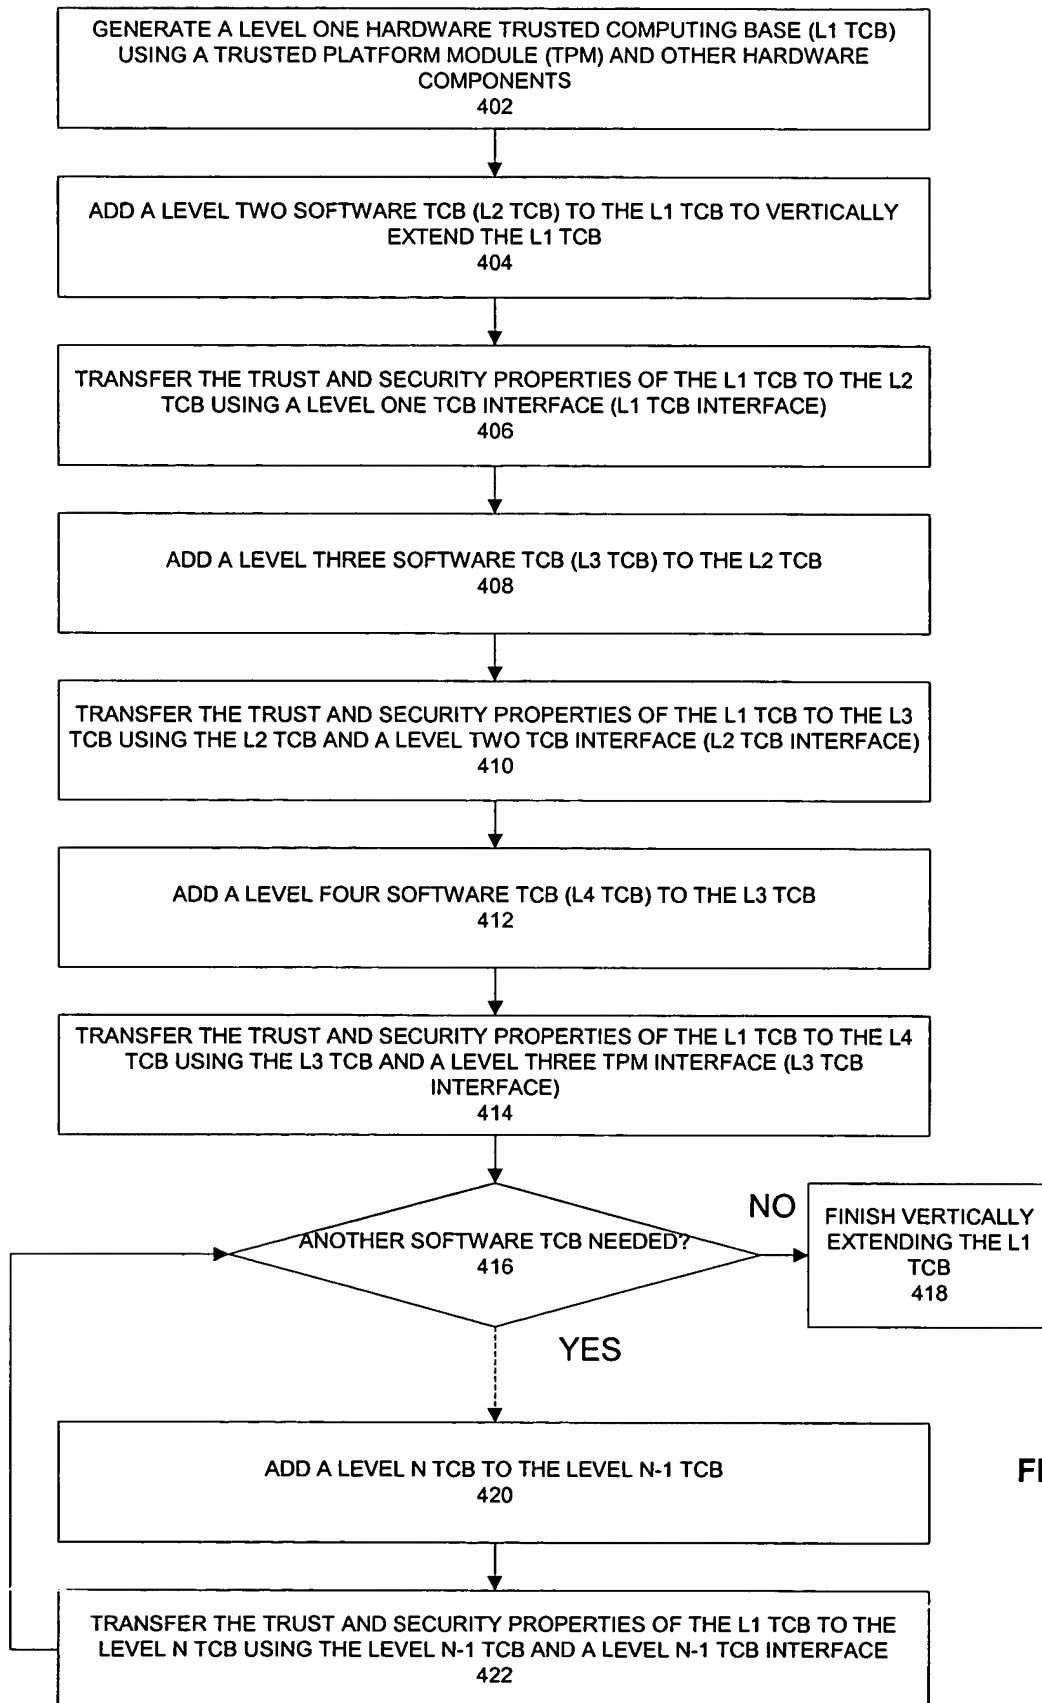 GENERATE A LEVEL ONE HARDWARE TRUSTED COMPUTING BASE (L1 TCB)
USING A TRUSTED PLATFORM MODULE (TPM) AND OTHER HARDWARE
COMPONENTS
402
ADD A LEVEL TWO SOFTWARE TCB (L2 TCB) TO THE L1 TCB TO VERTICALLY
EXTEND THE L1 TCB
404
TRANSFER THE TRUST AND SECURITY PROPERTIES OF THE L1 TCB TO THE L2
TCB USING A LEVEL ONE TCB INTERFACE (L1 TCB INTERFACE)
406
ADD A LEVEL THREE SOFTWARE TCB (L3 TCB) TO THE L2 TCB
408
TRANSFER THE TRUST AND SECURITY PROPERTIES OF THE L1 TCB TO THE L3
TCB USING THE L2 TCB AND A LEVEL TWO TCB INTERFACE (L2 TCB INTERFACE)
410
ADD A LEVEL FOUR SOFTWARE TCB (L4 TCB) TO THE L3 TCB
412
TRANSFER THE TRUST AND SECURITY PROPERTIES OF THE L1 TCB TO THE L4
TCB USING THE L3 TCB AND A LEVEL THREE TPM INTERFACE (L3 TCB
INTERFACE)
414
ANOTHER SOFTWARE TCB NEEDED?
416
NO
FINISH VERTICALLY
EXTENDING THE L1
TCB
418
YES
ADD A LEVEL N TCB TO THE LEVEL N-1 TCB
420
TRANSFER THE TRUST AND SECURITY PROPERTIES OF THE L1 TCB TO THE
LEVEL N TCB USING THE LEVEL N-1 TCB AND A LEVEL N-1 TCB INTERFACE
422